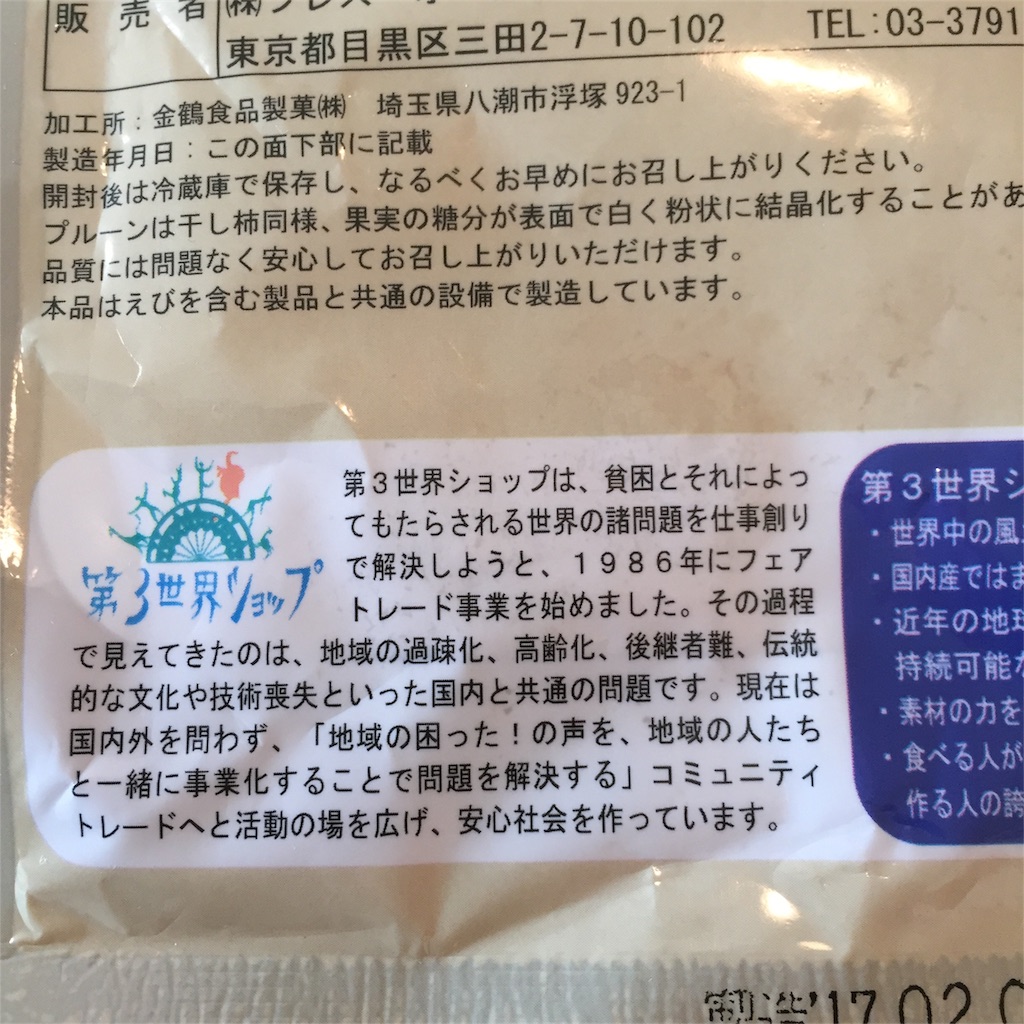 販売者
東京都目黒区三田2-7-10-102 TEL:03-3791
加工所:金鶴食品製菓㈱ 埼玉県八潮市浮塚 923-1
製造年月日:この面下部に記載
開封後は冷蔵庫で保存し、なるべくお早めにお召し上がりください。
プルーンは干し柿同様、果実の糖分が表面で白く粉状に結晶化することがあ
品質には問題なく安心してお召し上がりいただけます。
本品はえびを含む製品と共通の設備で製造しています。
第3世界ショップ
第3世界ショップは、貧困とそれによっ
てもたらされる世界の諸問題を仕事創り
で解決しようと、1986年にフェア
トレード事業を始めました。その過程
で見えてきたのは、地域の過疎化、高齢化、後継者難、伝統
的な文化や技術喪失といった国内と共通の問題です。現在は
国内外を問わず、「地域の困った!の声を、地域の人たち
と一緒に事業化することで問題を解決する」コミュニティ
トレードへと活動の場を広げ、安心社会を作っています。
第3世界シ
・世界中の風
・国内産ではま
・近年の地球
持続可能な
・素材の力を
・食べる人が
作る人の誇
製造'17.02.0